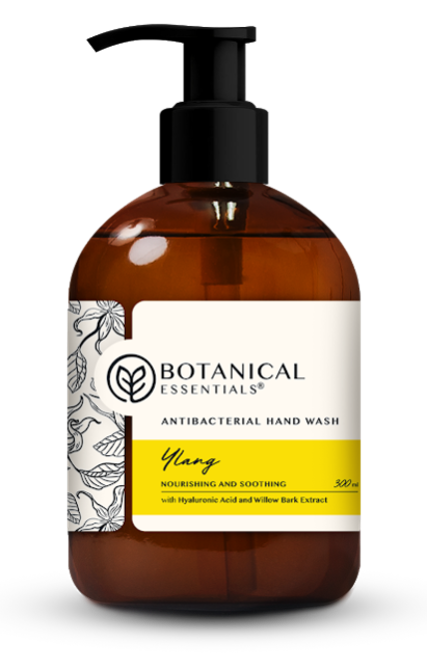 BOTANICAL
ESSENTIALS®
ANTIBACTERIAL HAND WASH
Ylang
NOURISHING AND SOOTHING 300 ml
with Hyaluronic Acid and Willow Bark Extract